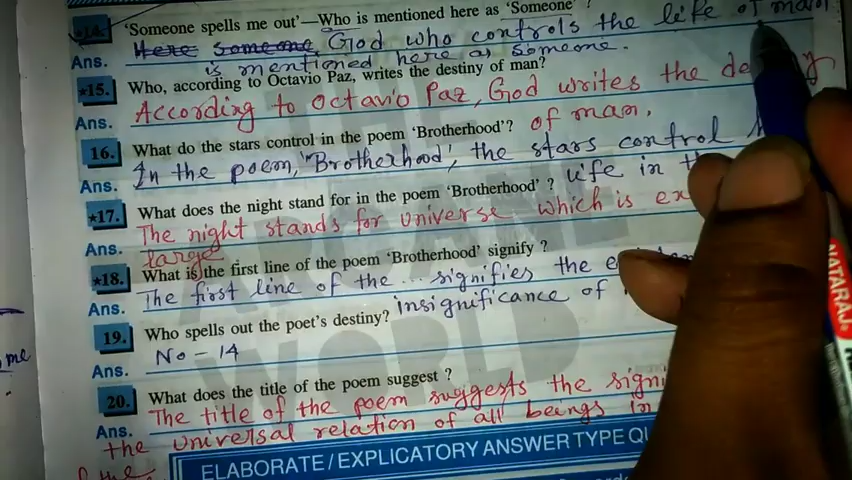 'Someone spells me out'—Who is mentioned here as 'Someone' ?
Ans. Here someone God who controls the life of man
is mentioned here as someone.
*15. Who, according to Octavio Paz, writes the destiny of man?
Ans. According to Octavio Paz, God writes the
of man.
16. What do the stars control in the poem 'Brotherhood'?
Ans. In the poem, 'Brotherhood', the stars control
life in
*17. What does the night stand for in the poem 'Brotherhood' ?
Ans. The night stands for universe which is
large
*18. What is the first line of the poem 'Brotherhood' signify ?
Ans. The first line of the ... signifies the
insignificance of
19. Who spells out the poet's destiny?
Ans. No - 14
me
20. What does the title of the poem suggest ?
Ans. The title of the poem suggests the
the universal relation of all beings in
the
ELABORATE / EXPLICATORY ANSWER TYPE
THE ARCANE WORLD
NATARAJ